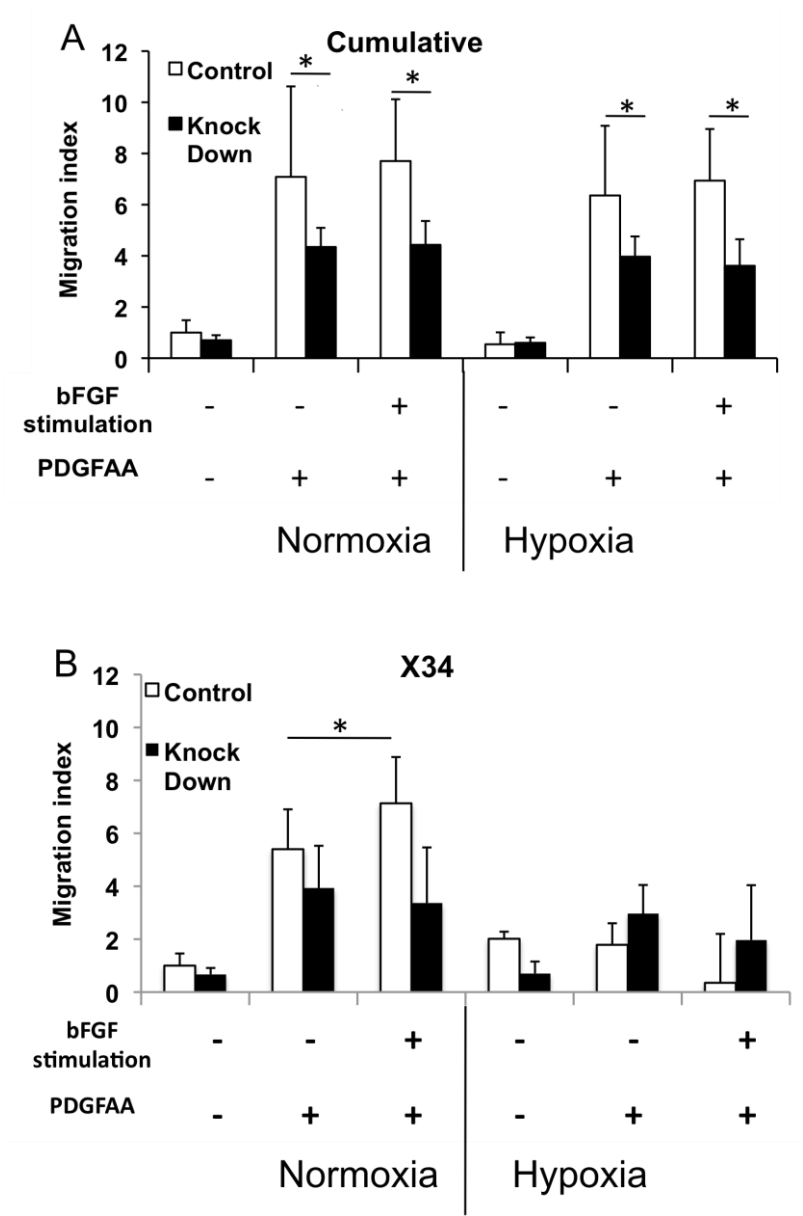 A
Cumulative
Control
Knock
Down
*
*
*
*
Migration index
12
10
8
6
4
2
0
bFGF
stimulation
- - + - - +
PDGFAA
- + + - + +
Normoxia Hypoxia
B
X34
Control
Knock
Down
*
Migration index
12
10
8
6
4
2
0
bFGF
stimulation
- - + - - +
PDGFAA
- + + - + +
Normoxia Hypoxia